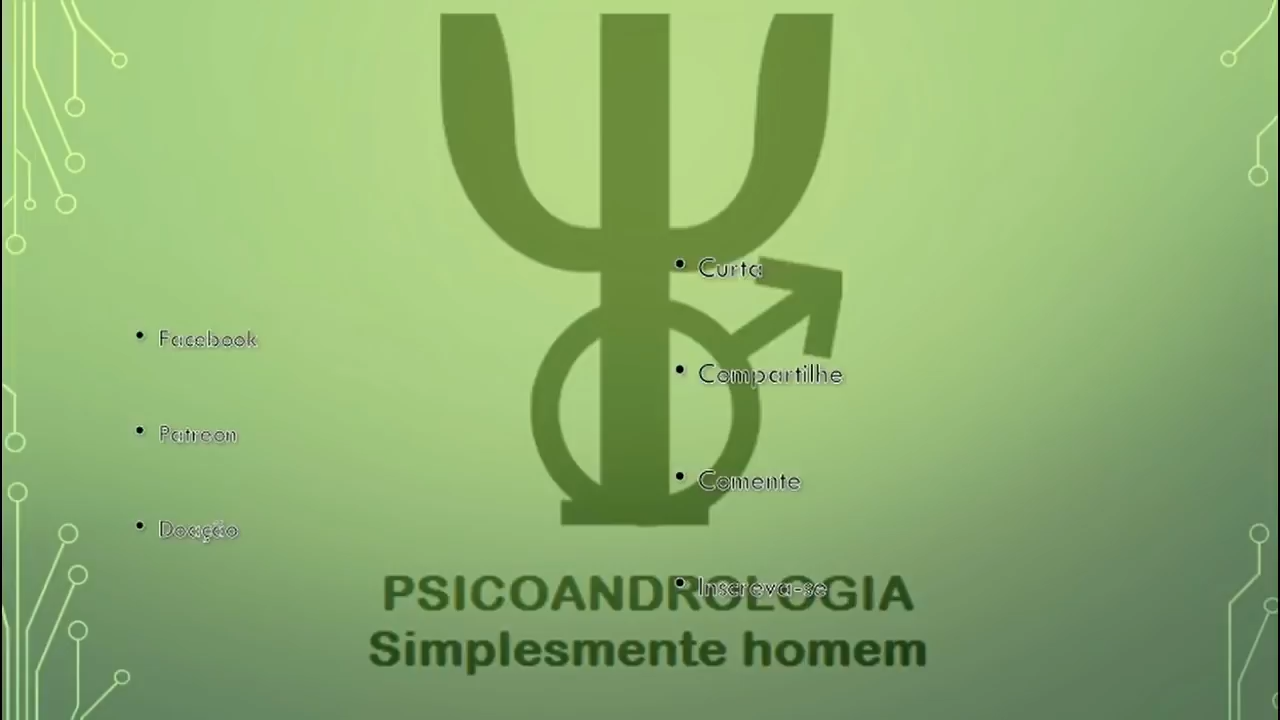 • Facebook
• Patreon
• Doação
• Curta
• Compartilhe
• Comente
• Inscreva-se
PSICOANDROLOGIA
Simplesmente homem